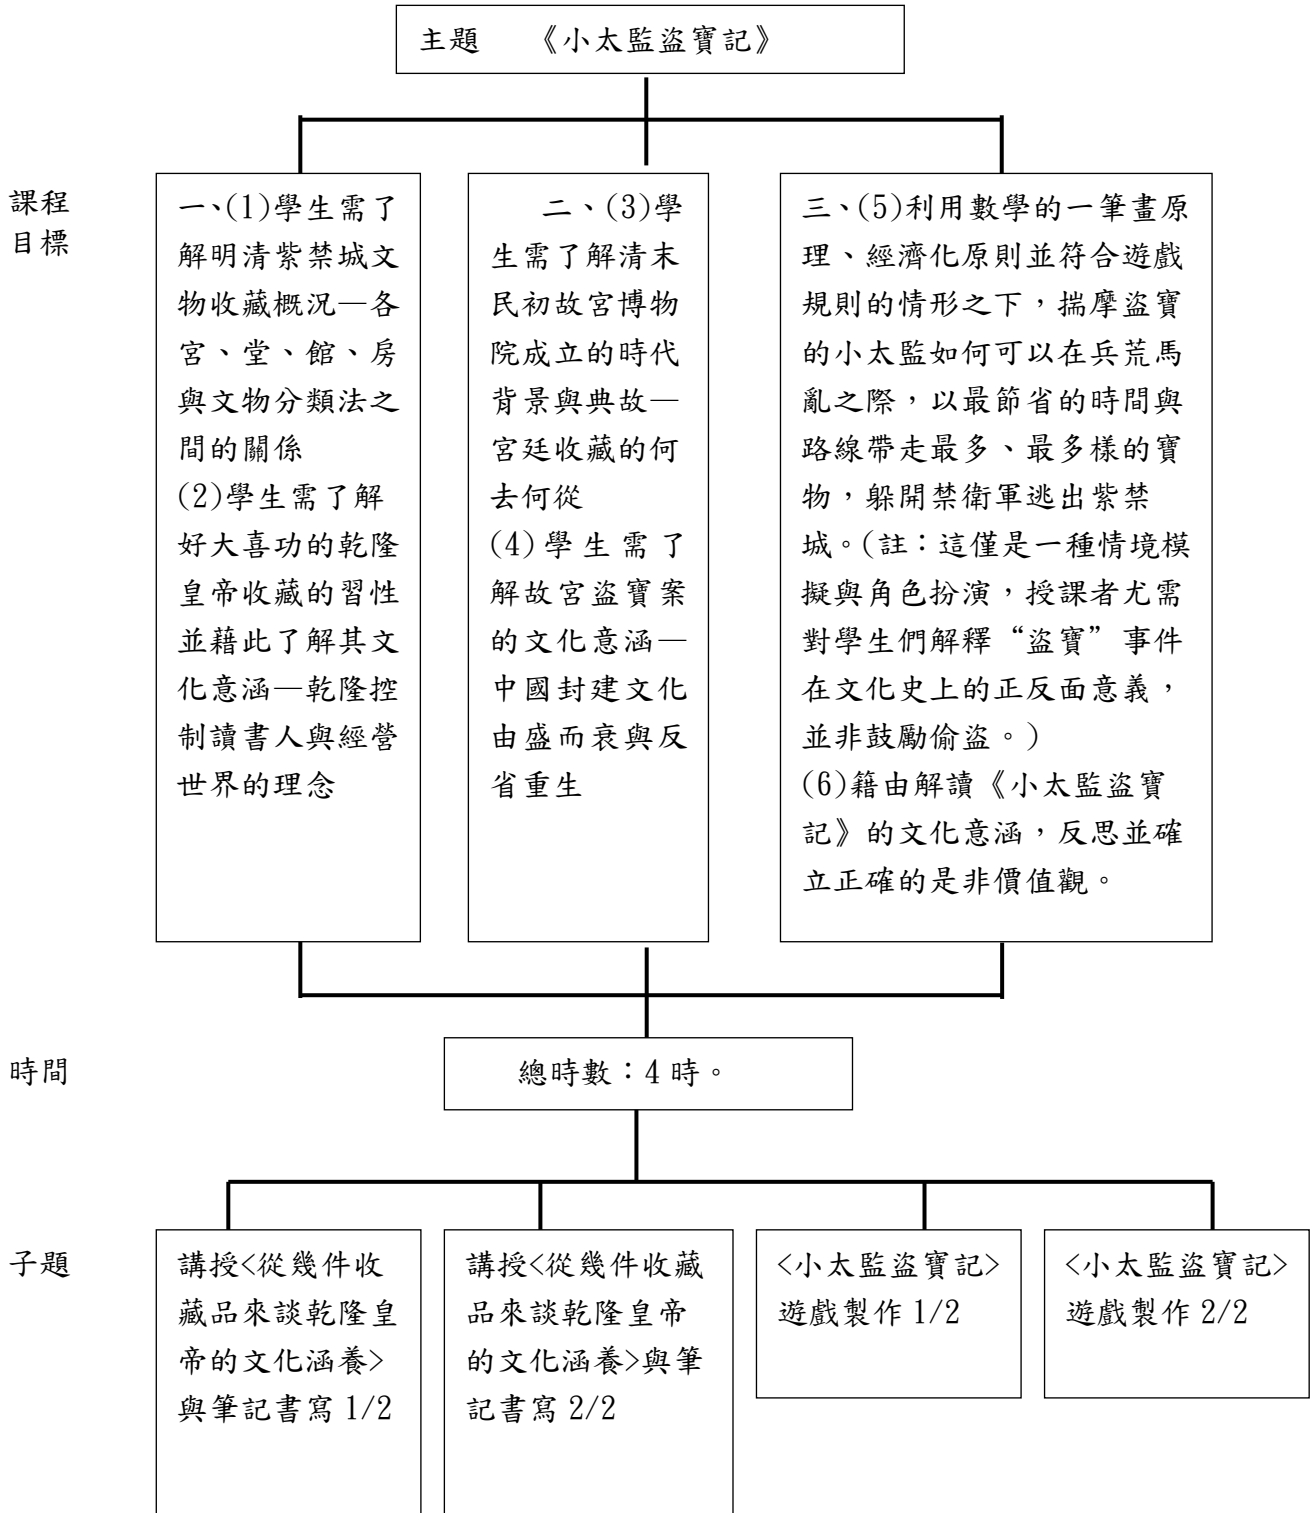 主題 《小太監盜寶記》
課程
目標
一、(1)學生需了
解明清紫禁城文
物收藏概況—各
宮、堂、館、房
與文物分類法之
間的關係
(2)學生需了解
好大喜功的乾隆
皇帝收藏的習性
並藉此了解其文
化意涵—乾隆控
制讀書人與經營
世界的理念
二、(3)學
生需了解清末
民初故宮博物
院成立的時代
背景與典故—
宮廷收藏的何
去何從
(4)學生需了
解故宮盜寶案
的文化意涵—
中國封建文化
由盛而衰與反
省重生
三、(5)利用數學的一筆畫原
理、經濟化原則並符合遊戲
規則的情形之下，揣摩盜寶
的小太監如何可以在兵荒馬
亂之際，以最節省的時間與
路線帶走最多、最多樣的寶
物，躲開禁衛軍逃出紫禁
城。(註：這僅是一種情境模
擬與角色扮演，授課者尤需
對學生們解釋“盜寶”事件
在文化史上的正反面意義，
並非鼓勵偷盜。)
(6)籍由解讀《小太監盜寶
記》的文化意涵，反思並確
立正確的是非價值觀。
時間
總時數：4 時。
子題
講授<從幾件收
藏品來談乾隆皇
帝的文化涵養>
與筆記書寫 1/2
講授<從幾件收藏
品來談乾隆皇帝
的文化涵養>與筆
記書寫 2/2
<小太監盜寶記>
遊戲製作 1/2
<小太監盜寶記>
遊戲製作 2/2